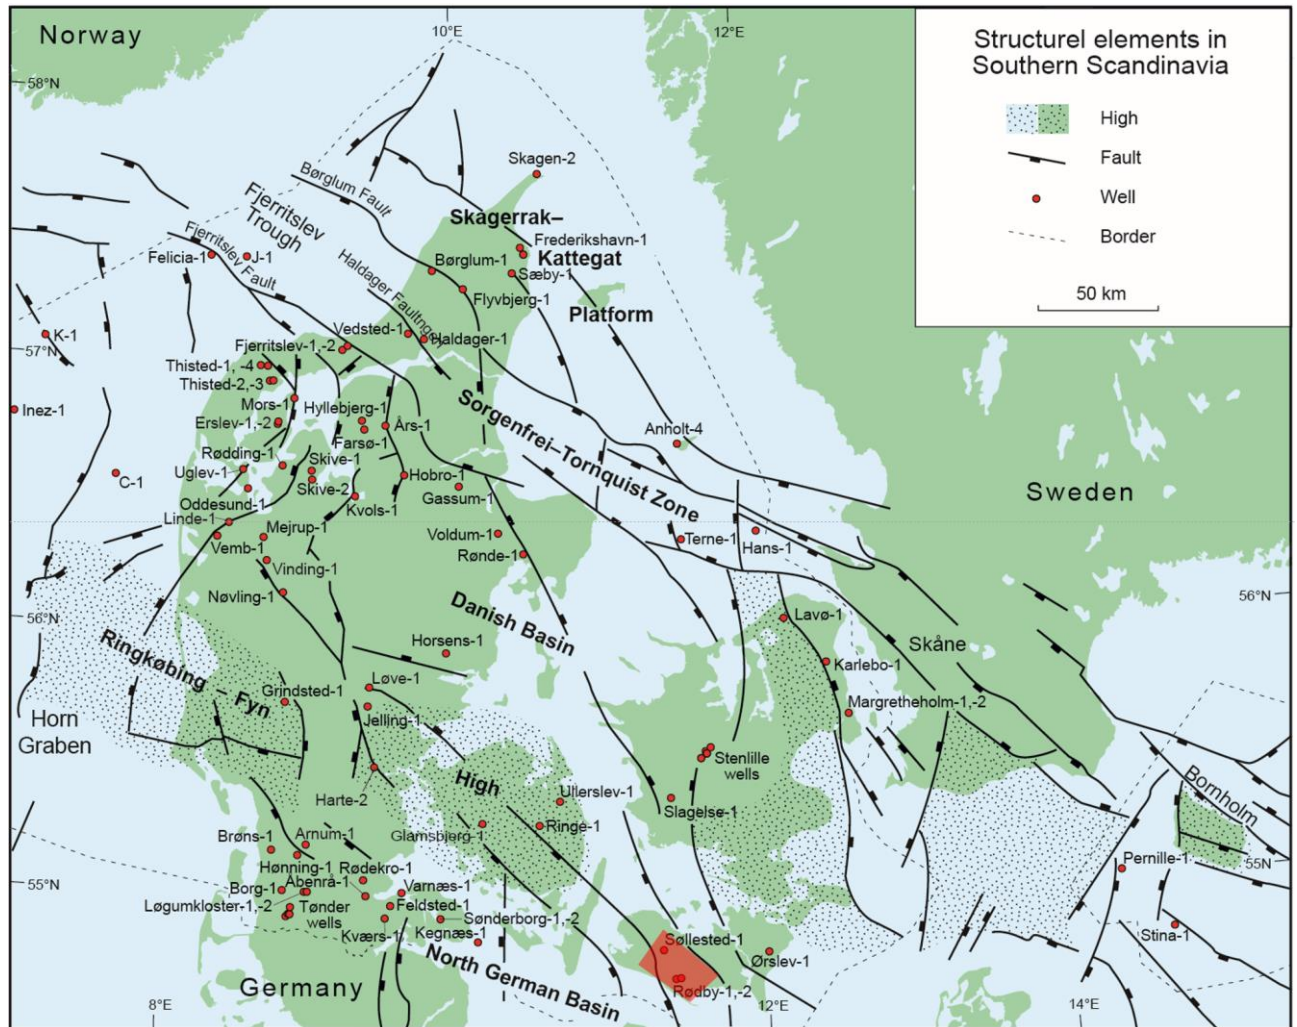 Norway
10°E
12°E
Structurel elements in
Southern Scandinavia
High
Fault
Well
Border
50 km
58°N
Skagen-2
Børglum Fault
Fjerritslev
Trough
Skagerrak–
Kattegat
Platform
Frederikshavn-1
Fjerritslev Fault
Felicia-1
J-1
Børglum-1
Sæby-1
Haldager Faultngen
Flyvbjerg-1
K-1
Vedsted-1
Haldager-1
57°N
Fjerritslev-1,-2
Thisted-1, -4
Thisted-2,-3
Mors-1
Inez-1
Hyllebjerg-1
Erslev-1,-2
Års-1
Farsø-1
Anholt-4
Sorgenfrei–Tornquist Zone
Rødding-1
Skive-1
Uglev-1
C-1
Hobro-1
Skive-2
Gassum-1
Sweden
Oddesund-1
Kvols-1
Linde-1
Mejrup-1
Vemb-1
Voldum-1
Terne-1
Hans-1
Rønde-1
Vinding-1
Nøvling-1
56°N
56°N
Danish Basin
Lavø-1
Skåne
Ringkøbing – Fyn
Horsens-1
Karlebo-1
Løve-1
Grindsted-1
Margretheholm-1,-2
Jelling-1
Horn
Graben
Stenlille
wells
High
Bornholm
Harte-2
Ullerslev-1
Slagelse-1
Glamsbjerg-1
Ringe-1
Brøns-1
Arnum-1
Hønning-1
Rødekro-1
Pernille-1
55°N
55°N
Borg-1
Åbenrå-1
Varnæs-1
Løgumkloster-1,-2
Feldsted-1
Tønder
wells
Sønderborg-1,-2
Kværs-1
Kegnæs-1
Stina-1
Søllested-1
Ørslev-1
North German Basin
Rødby-1,-2
Germany
8°E
12°E
14°E